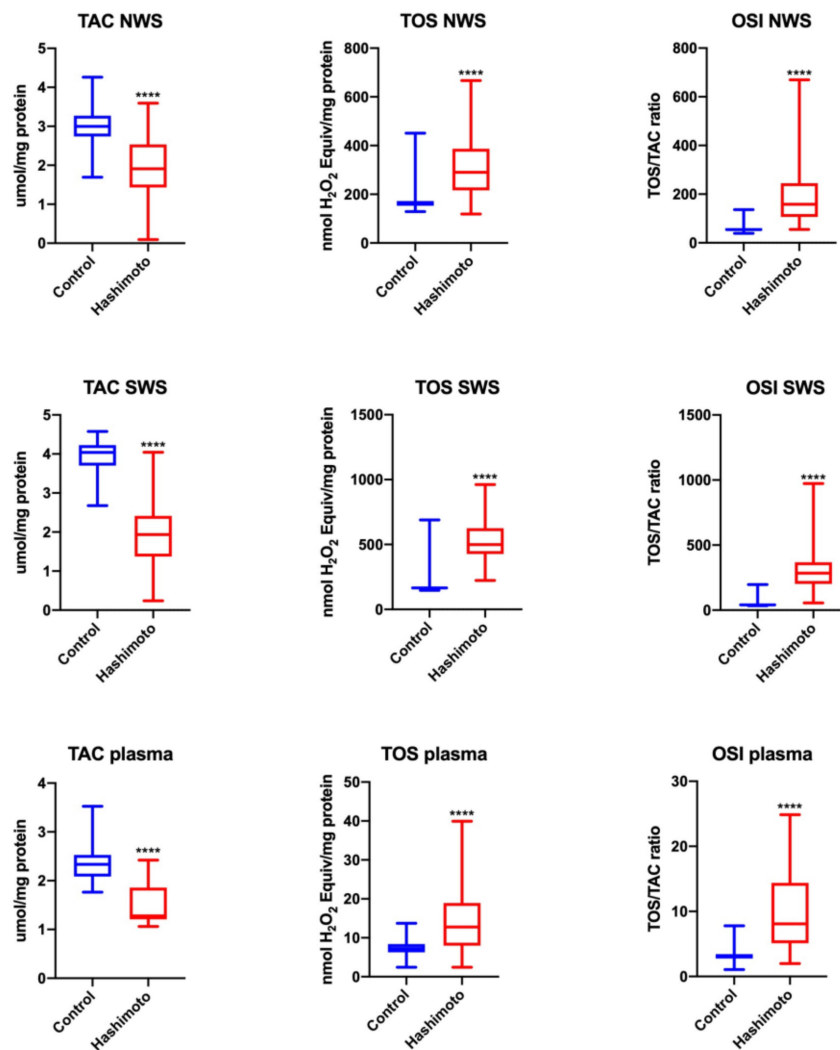 TAC NWS
umol/mg protein
5
4
3
2
1
0
****
Control
Hashimoto
TOS NWS
nmol H₂O₂ Equiv/mg protein
800
600
400
200
0
****
Control
Hashimoto
OSI NWS
TOS/TAC ratio
800
600
400
200
0
****
Control
Hashimoto
TAC SWS
umol/mg protein
5
4
3
2
1
0
****
Control
Hashimoto
TOS SWS
nmol H₂O₂ Equiv/mg protein
1500
1000
500
0
****
Control
Hashimoto
OSI SWS
TOS/TAC ratio
1500
1000
500
0
****
Control
Hashimoto
TAC plasma
umol/mg protein
4
3
2
1
0
****
Control
Hashimoto
TOS plasma
nmol H₂O₂ Equiv/mg protein
50
40
30
20
10
0
****
Control
Hashimoto
OSI plasma
TOS/TAC ratio
30
20
10
0
****
Control
Hashimoto